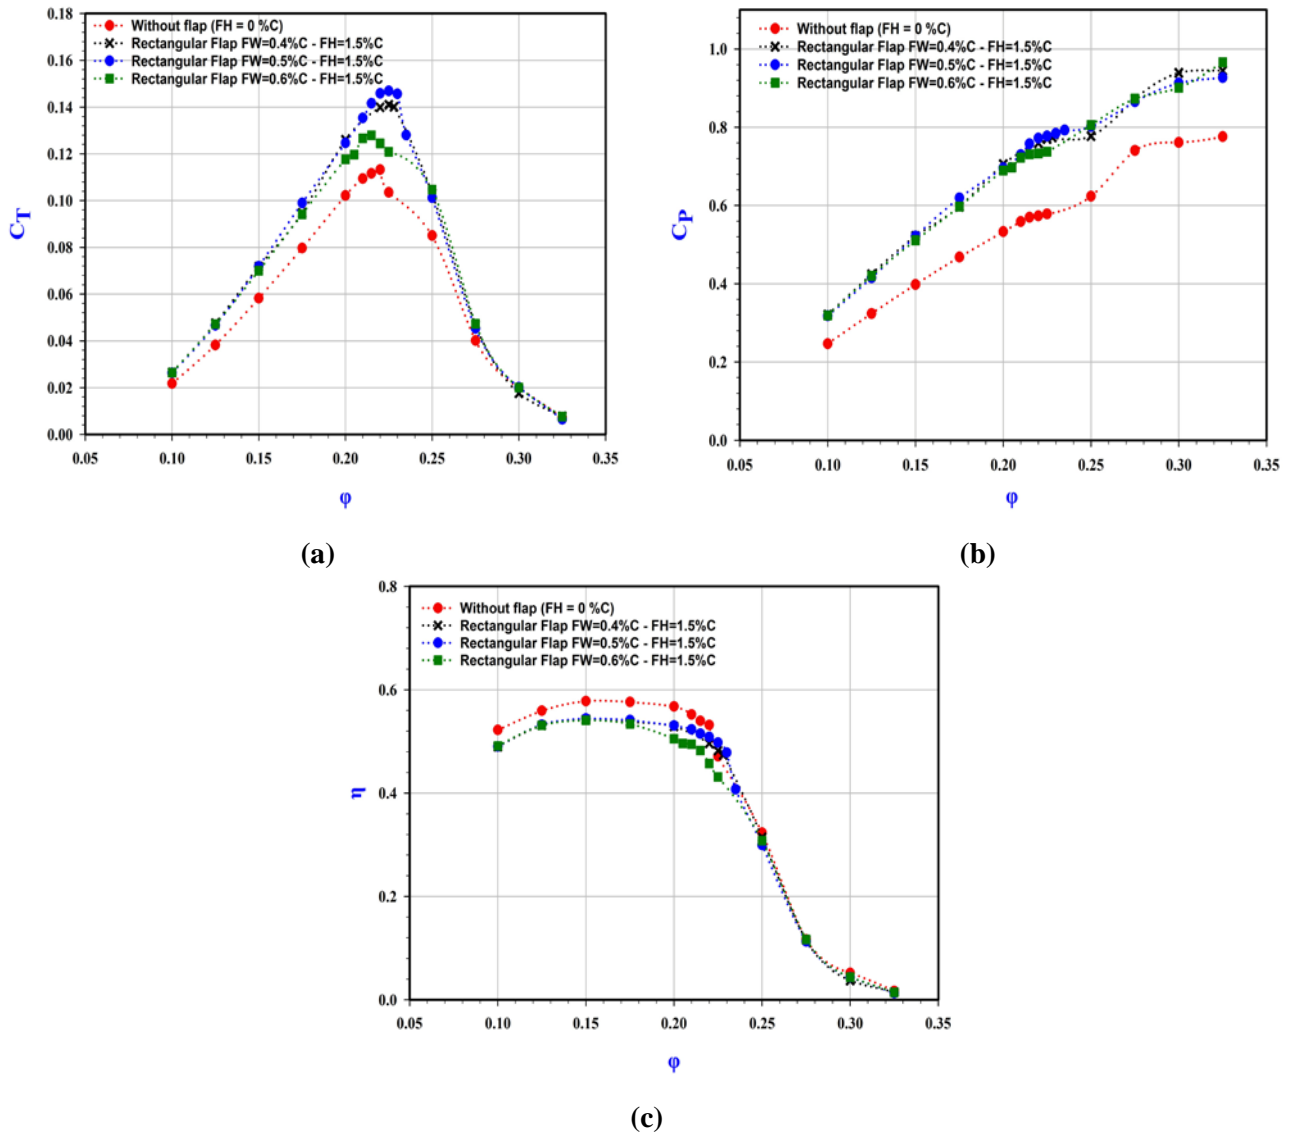 0.18
0.16
0.14
0.12
0.10
0.08
0.06
0.04
0.02
0.00
C_T
Without flap (FH = 0 %C)
Rectangular Flap FW=0.4%C - FH=1.5%C
Rectangular Flap FW=0.5%C - FH=1.5%C
Rectangular Flap FW=0.6%C - FH=1.5%C
0.05 0.10 0.15 0.20 0.25 0.30 0.35
φ
(a)
1.0
0.8
0.6
0.4
0.2
0.0
C_P
Without flap (FH = 0 %C)
Rectangular Flap FW=0.4%C - FH=1.5%C
Rectangular Flap FW=0.5%C - FH=1.5%C
Rectangular Flap FW=0.6%C - FH=1.5%C
0.05 0.10 0.15 0.20 0.25 0.30 0.35
φ
(b)
0.8
0.6
0.4
0.2
0.0
η
Without flap (FH = 0 %C)
Rectangular Flap FW=0.4%C - FH=1.5%C
Rectangular Flap FW=0.5%C - FH=1.5%C
Rectangular Flap FW=0.6%C - FH=1.5%C
0.05 0.10 0.15 0.20 0.25 0.30 0.35
φ
(c)